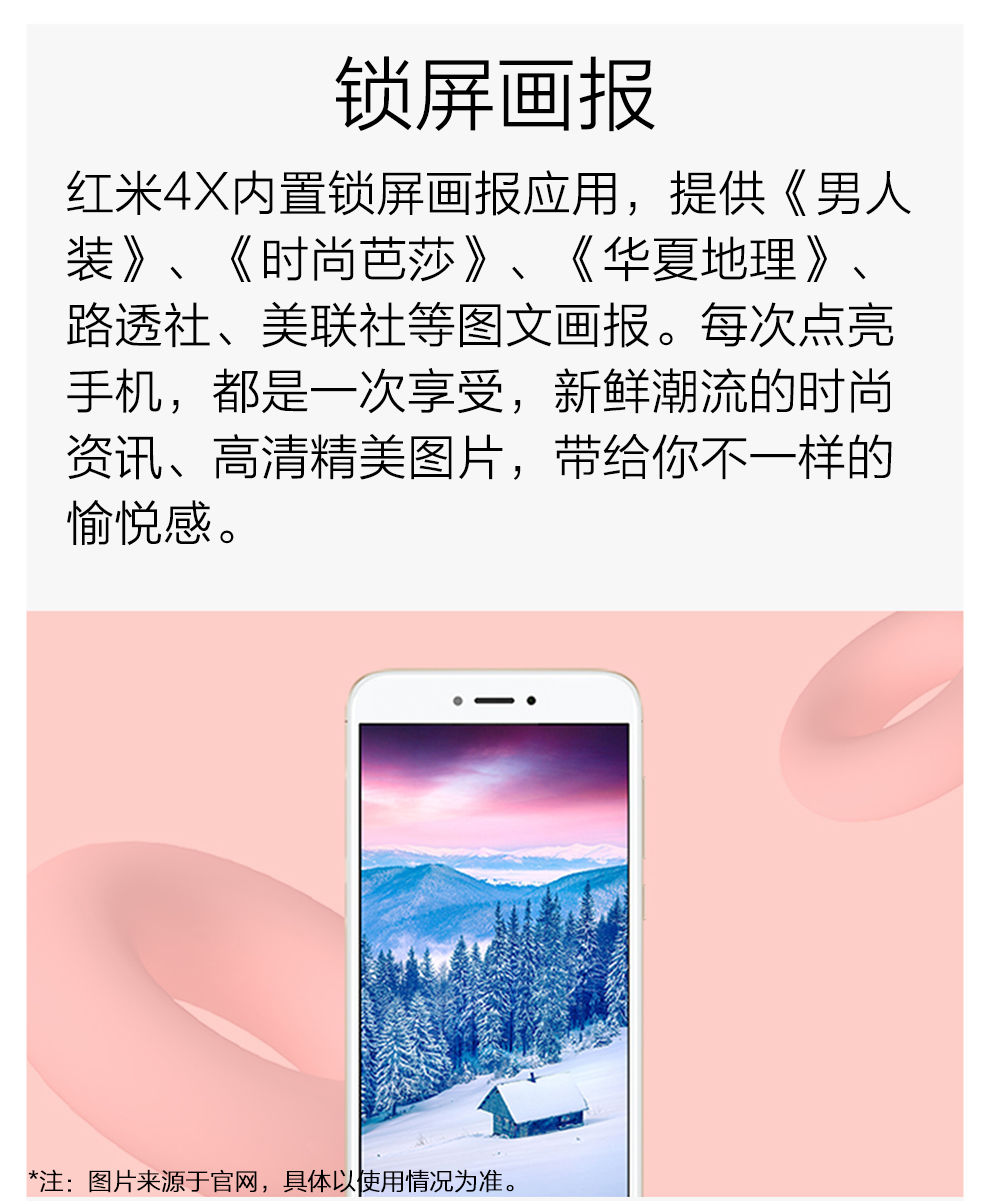 锁屏画报
红米4X内置锁屏画报应用，提供《男人
装》、《时尚芭莎》、《华夏地理》、
路透社、美联社等图文画报。每次点亮
手机，都是一次享受，新鲜潮流的时尚
资讯、高清精美图片，带给你不一样的
愉悦感。
*注：图片来源于官网，具体以使用情况为准。